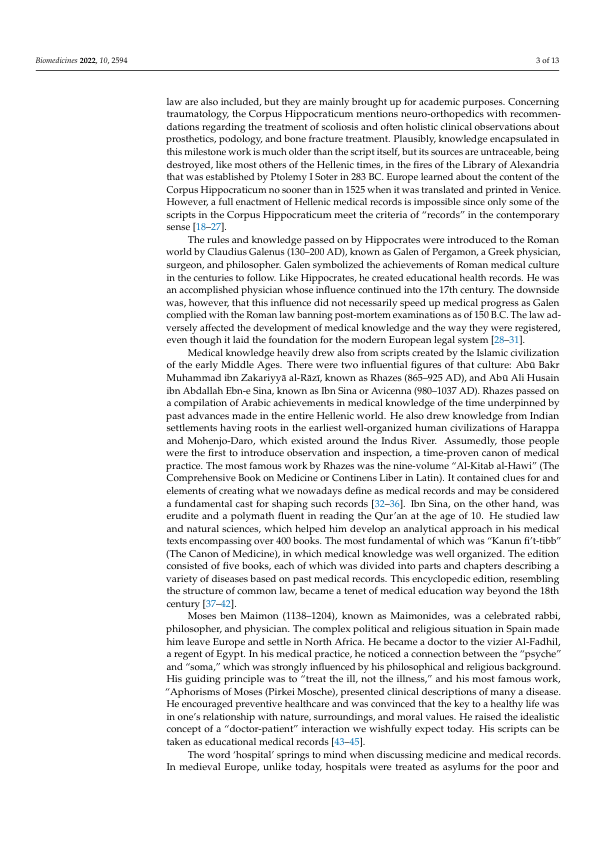 Biomedicines 2022, 10, 2594
3 of 13
law are also included, but they are mainly brought up for academic purposes. Concerning
traumatology, the Corpus Hippocraticum mentions neuro-orthopedics with recommen-
dations regarding the treatment of scoliosis and often holistic clinical observations about
prosthetics, podology, and bone fracture treatment. Plausibly, knowledge encapsulated in
this milestone work is much older than the script itself, but its sources are untraceable, being
destroyed, like most others of the Hellenic times, in the fires of the Library of Alexandria
that was established by Ptolemy I Soter in 283 BC. Europe learned about the content of the
Corpus Hippocraticum no sooner than in 1525 when it was translated and printed in Venice.
However, a full enactment of Hellenic medical records is impossible since only some of the
scripts in the Corpus Hippocraticum meet the criteria of “records” in the contemporary
sense [18–27].
The rules and knowledge passed on by Hippocrates were introduced to the Roman
world by Claudius Galenus (130–200 AD), known as Galen of Pergamon, a Greek physician,
surgeon, and philosopher. Galen symbolized the achievements of Roman medical culture
in the centuries to follow. Like Hippocrates, he created educational health records. He was
an accomplished physician whose influence continued into the 17th century. The downside
was, however, that this influence did not necessarily speed up medical progress as Galen
complied with the Roman law banning post-mortem examinations as of 150 B.C. The law ad-
versely affected the development of medical knowledge and the way they were registered,
even though it laid the foundation for the modern European legal system [28–31].
Medical knowledge heavily drew also from scripts created by the Islamic civilization
of the early Middle Ages. There were two influential figures of that culture: Abū Bakr
Muhammad ibn Zakariyyā al-Rāzī, known as Rhazes (865–925 AD), and Abū Ali Husain
ibn Abdallah Ebn-e Sina, known as Ibn Sina or Avicenna (980–1037 AD). Rhazes passed on
a compilation of Arabic achievements in medical knowledge of the time underpinned by
past advances made in the entire Hellenic world. He also drew knowledge from Indian
settlements having roots in the earliest well-organized human civilizations of Harappa
and Mohenjo-Daro, which existed around the Indus River. Assumedly, those people
were the first to introduce observation and inspection, a time-proven canon of medical
practice. The most famous work by Rhazes was the nine-volume “Al-Kitab al-Hawi” (The
Comprehensive Book on Medicine or Continens Liber in Latin). It contained clues for and
elements of creating what we nowadays define as medical records and may be considered
a fundamental cast for shaping such records [32–36]. Ibn Sina, on the other hand, was
erudite and a polymath fluent in reading the Qur’an at the age of 10. He studied law
and natural sciences, which helped him develop an analytical approach in his medical
texts encompassing over 400 books. The most fundamental of which was “Kanun fi’t-tibb”
(The Canon of Medicine), in which medical knowledge was well organized. The edition
consisted of five books, each of which was divided into parts and chapters describing a
variety of diseases based on past medical records. This encyclopedic edition, resembling
the structure of common law, became a tenet of medical education way beyond the 18th
century [37–42].
Moses ben Maimon (1138–1204), known as Maimonides, was a celebrated rabbi,
philosopher, and physician. The complex political and religious situation in Spain made
him leave Europe and settle in North Africa. He became a doctor to the vizier Al-Fadhil,
a regent of Egypt. In his medical practice, he noticed a connection between the “psyche”
and “soma,” which was strongly influenced by his philosophical and religious background.
His guiding principle was to “treat the ill, not the illness,” and his most famous work,
“Aphorisms of Moses (Pirkei Mosche), presented clinical descriptions of many a disease.
He encouraged preventive healthcare and was convinced that the key to a healthy life was
in one’s relationship with nature, surroundings, and moral values. He raised the idealistic
concept of a “doctor-patient” interaction we wishfully expect today. His scripts can be
taken as educational medical records [43–45].
The word ‘hospital’ springs to mind when discussing medicine and medical records.
In medieval Europe, unlike today, hospitals were treated as asylums for the poor and